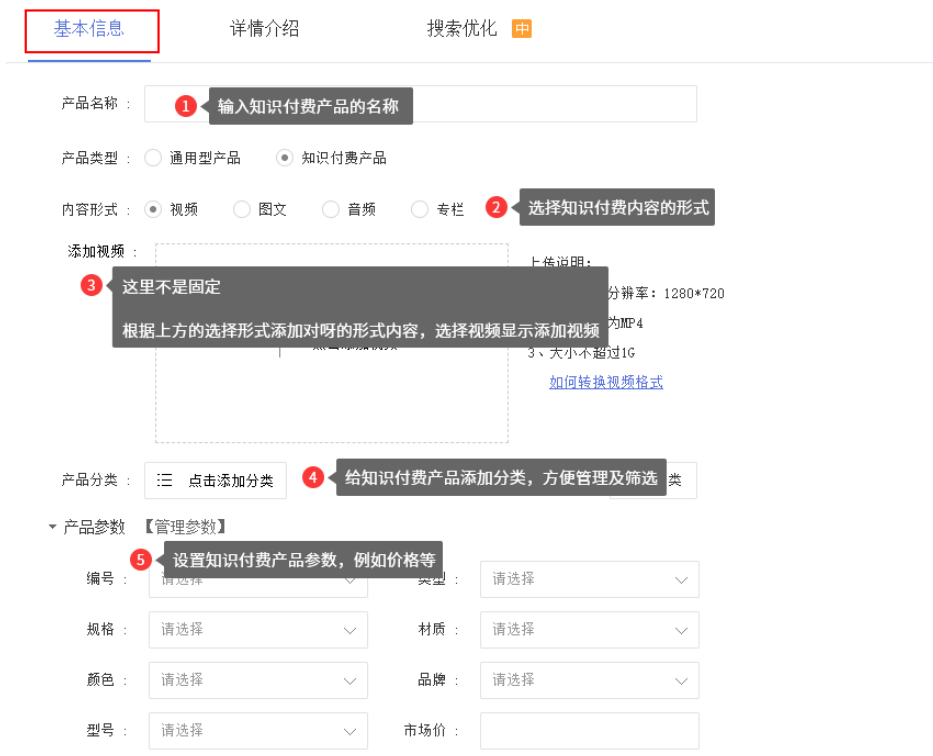 基本信息 详情介绍 搜索优化 中
产品名称 :
1 输入知识付费产品的名称
产品类型 : 通用型产品 知识付费产品
内容形式 : 视频 图文 音频 专栏 2 选择知识付费内容的形式
添加视频 :
上传说明:
3 这里不是固定
分辨率: 1280*720
根据上方的选择形式添加对呀的形式内容，选择视频显示添加视频
为MP4
3、大小不超过1G
如何转换视频格式
产品分类 : 点击添加分类 4 给知识付费产品添加分类，方便管理及筛选 类
产品参数 【管理参数】
5 设置知识付费产品参数，例如价格等
编号 : 请选择 类型 : 请选择
规格 : 请选择 材质 : 请选择
颜色 : 请选择 品牌 : 请选择
型号 : 请选择 市场价 :